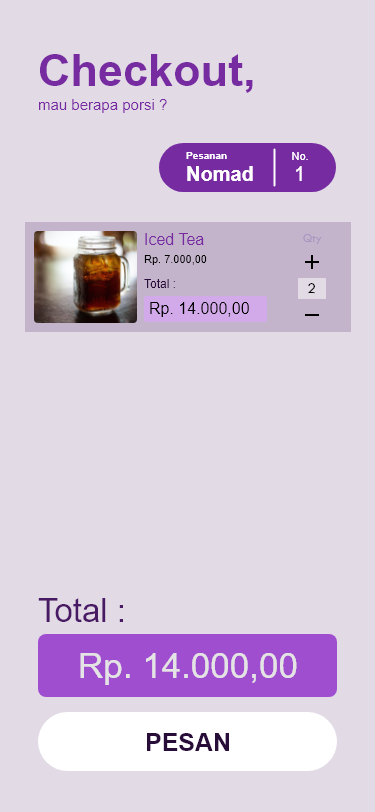 Checkout,
mau berapa porsi ?
Pesanan
Nomad
No.
1
Iced Tea
Rp. 7.000,00
Total :
Rp. 14.000,00
Qty
+
2
−
Total :
Rp. 14.000,00
PESAN